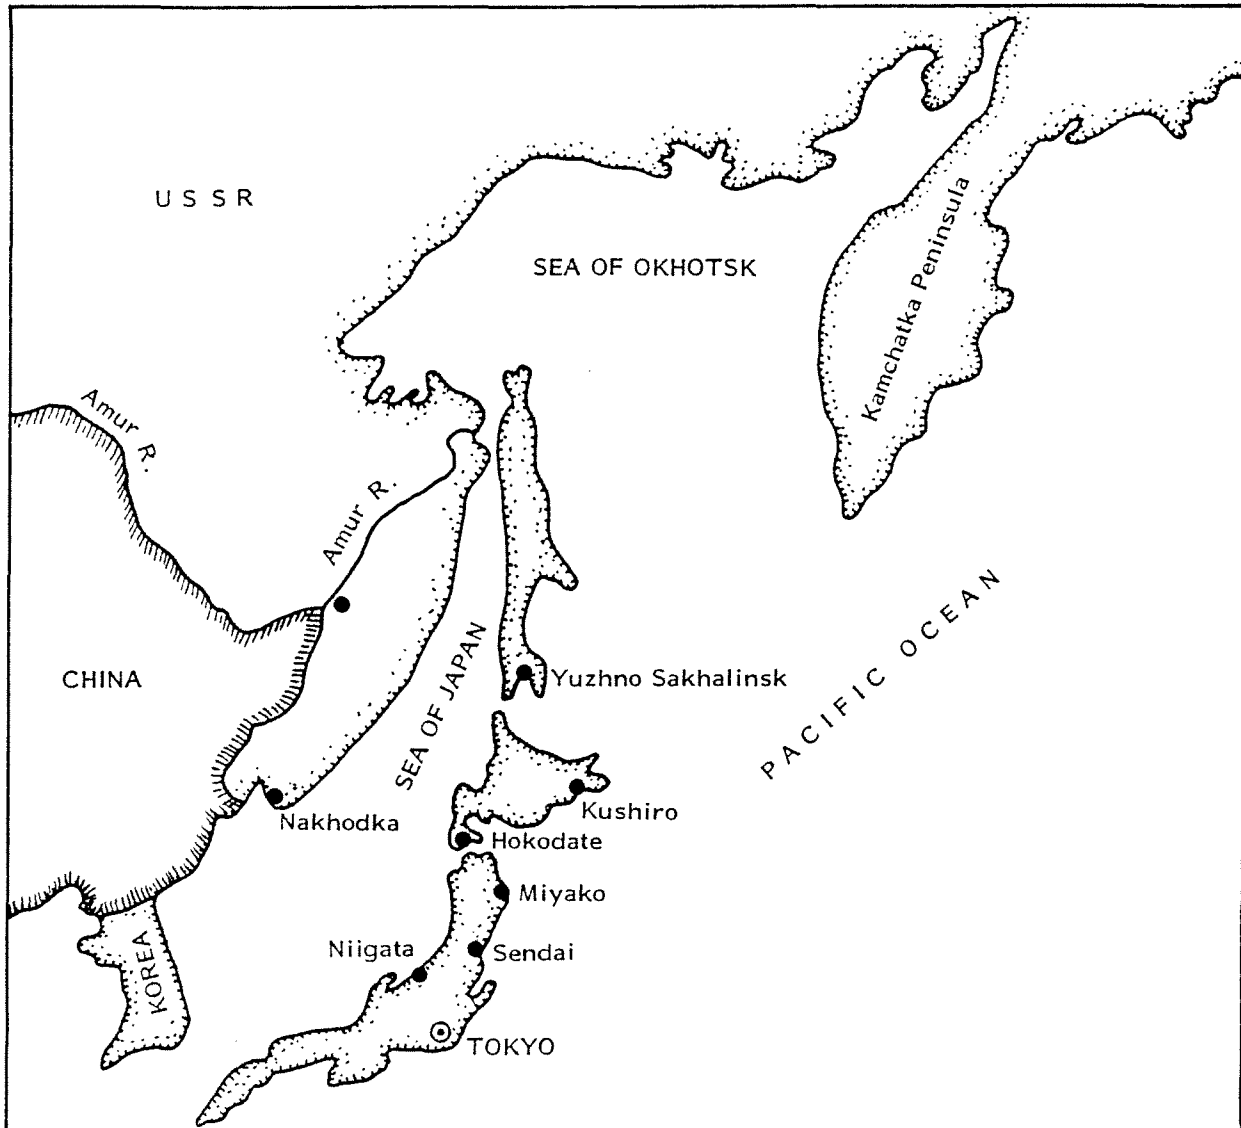 USSR
SEA OF OKHOTSK
Kamchatka Peninsula
Amur R.
Amur R.
CHINA
SEA OF JAPAN
Yuzhno Sakhalinsk
PACIFIC OCEAN
Nakhodka
Kushiro
Hokodate
Miyako
Niigata
Sendai
KOREA
TOKYO